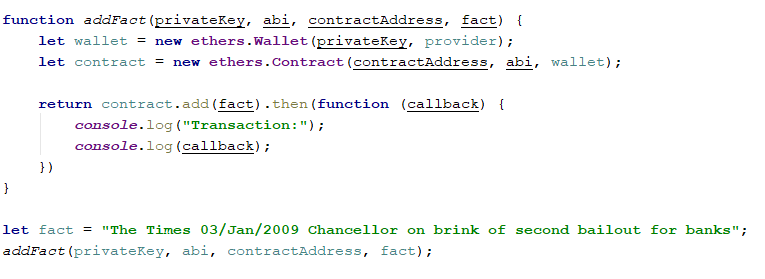 function addFact(privateKey, abi, contractAddress, fact) {
let wallet = new ethers.Wallet(privateKey, provider);
let contract = new ethers.Contract(contractAddress, abi, wallet);
return contract.add(fact).then(function (callback) {
console.log("Transaction:");
console.log(callback);
})
}
let fact = "The Times 03/Jan/2009 Chancellor on brink of second bailout for banks";
addFact(privateKey, abi, contractAddress, fact);